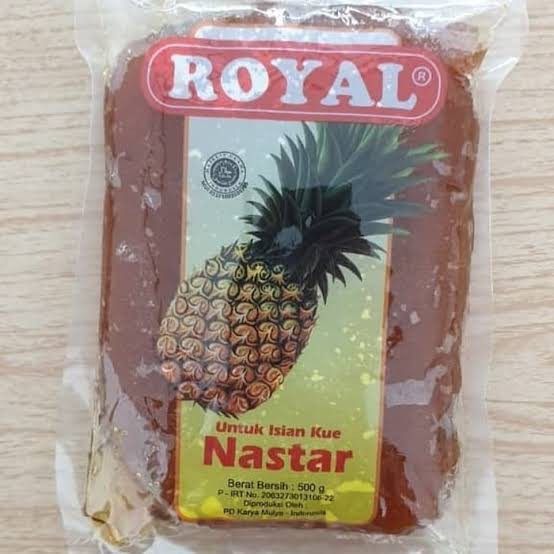 ROYAL ®
Untuk Isian Kue
Nastar
Berat Bersih : 500 g
P - IRT No. 2063273013106-22
Diproduksi Oleh :
PD Karya Mulya - Indonesia